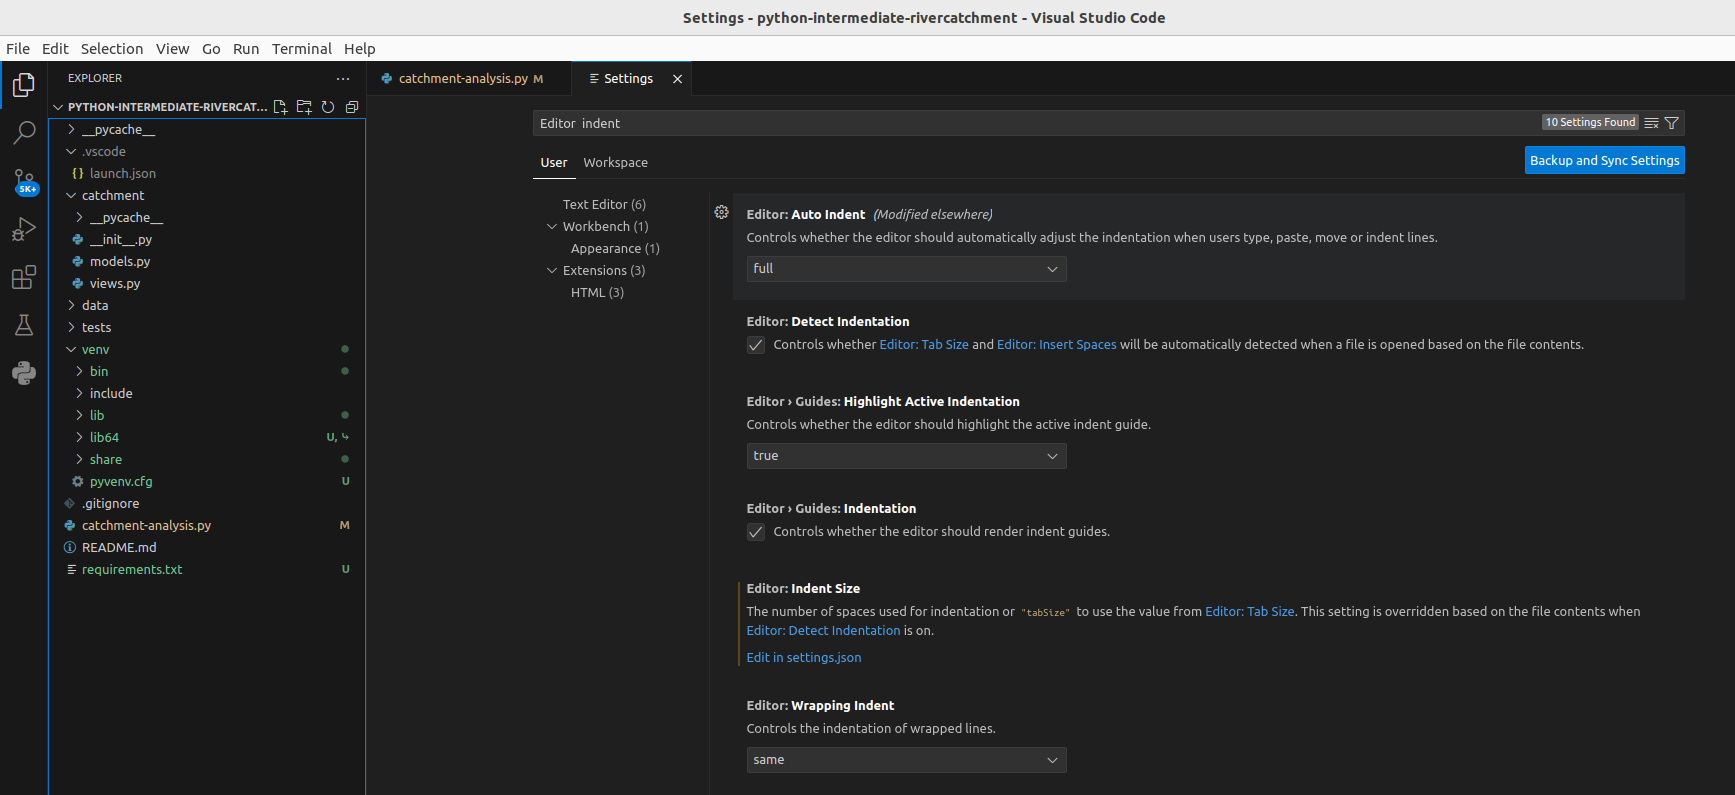 Settings - python-intermediate-rivercatchment - Visual Studio Code
File Edit Selection View Go Run Terminal Help
EXPLORER ···
PYTHON-INTERMEDIATE-RIVERCAT...
__pycache__
.vscode
{} launch.json
catchment
__pycache__
__init__.py
models.py
views.py
data
tests
venv
bin
include
lib
lib64 U,
share
pyvenv.cfg U
.gitignore
catchment-analysis.py M
README.md
requirements.txt U
5K+
catchment-analysis.py M
Settings
Editor indent
10 Settings Found
User Workspace
Backup and Sync Settings
Text Editor (6)
Workbench (1)
Appearance (1)
Extensions (3)
HTML (3)
Editor: Auto Indent (Modified elsewhere)
Controls whether the editor should automatically adjust the indentation when users type, paste, move or indent lines.
full
Editor: Detect Indentation
Controls whether Editor: Tab Size and Editor: Insert Spaces will be automatically detected when a file is opened based on the file contents.
Editor › Guides: Highlight Active Indentation
Controls whether the editor should highlight the active indent guide.
true
Editor › Guides: Indentation
Controls whether the editor should render indent guides.
Editor: Indent Size
The number of spaces used for indentation or "tabSize" to use the value from Editor: Tab Size. This setting is overridden based on the file contents when
Editor: Detect Indentation is on.
Edit in settings.json
Editor: Wrapping Indent
Controls the indentation of wrapped lines.
same